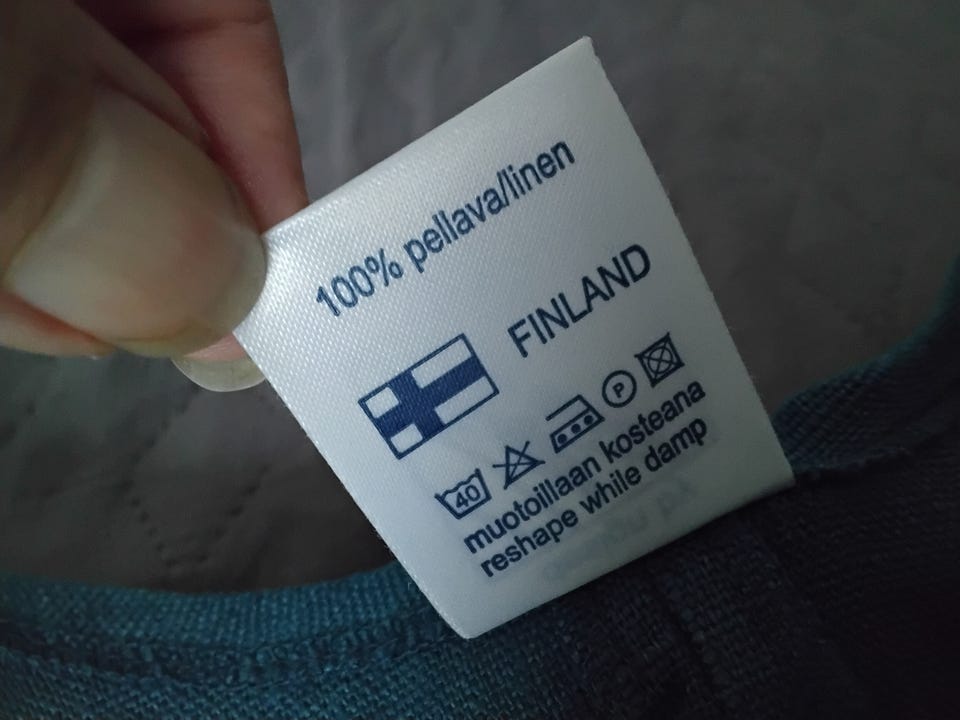 100% pellava/linen
FINLAND
40 P
muotoillaan kosteana
reshape while damp